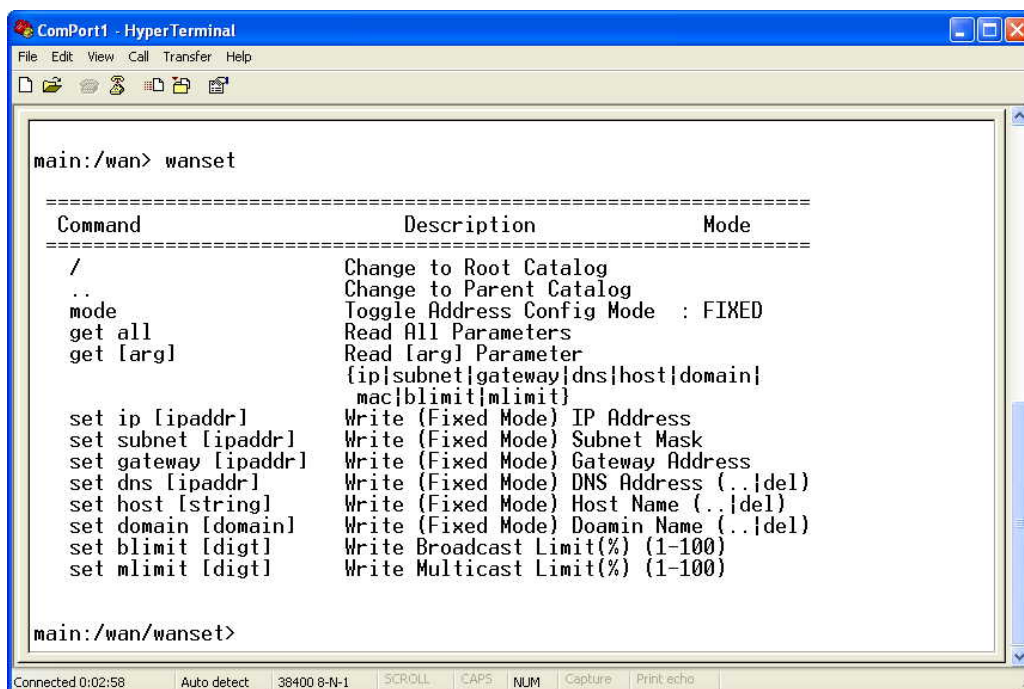 ComPort1 - HyperTerminal
File Edit View Call Transfer Help
main:/wan> wanset
================================================================
Command Description Mode
================================================================
/ Change to Root Catalog
.. Change to Parent Catalog
mode Toggle Address Config Mode : FIXED
get all Read All Parameters
get [arg] Read [arg] Parameter
{ip|subnet|gateway|dns|host|domain|
mac|blimit|mlimit}
set ip [ipaddr] Write (Fixed Mode) IP Address
set subnet [ipaddr] Write (Fixed Mode) Subnet Mask
set gateway [ipaddr] Write (Fixed Mode) Gateway Address
set dns [ipaddr] Write (Fixed Mode) DNS Address (..|del)
set host [string] Write (Fixed Mode) Host Name (..|del)
set domain [domain] Write (Fixed Mode) Doamin Name (..|del)
set blimit [digt] Write Broadcast Limit(%) (1-100)
set mlimit [digt] Write Multicast Limit(%) (1-100)
main:/wan/wanset>
Connected 0:02:58 Auto detect 38400 8-N-1 SCROLL CAPS NUM Capture Print echo